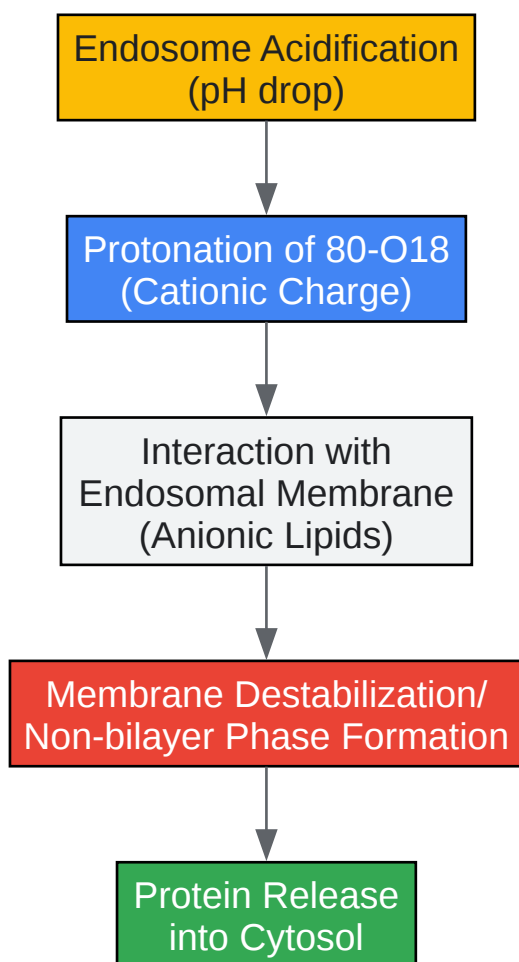 Endosome Acidification
(pH drop)
Protonation of 80-O18
(Cationic Charge)
Interaction with
Endosomal Membrane
(Anionic Lipids)
Membrane Destabilization/
Non-bilayer Phase Formation
Protein Release
into Cytosol